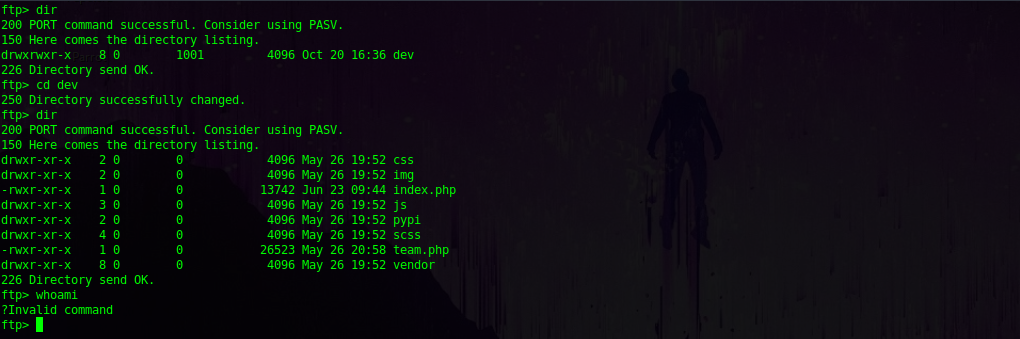 ftp> dir
200 PORT command successful. Consider using PASV.
150 Here comes the directory listing.
drwxrwxr-x    8 0        1001         4096 Oct 20 16:36 dev
226 Directory send OK.
ftp> cd dev
250 Directory successfully changed.
ftp> dir
200 PORT command successful. Consider using PASV.
150 Here comes the directory listing.
drwxr-xr-x    2 0        0            4096 May 26 19:52 css
drwxr-xr-x    2 0        0            4096 May 26 19:52 img
-rwxr-xr-x    1 0        0           13742 Jun 23 09:44 index.php
drwxr-xr-x    3 0        0            4096 May 26 19:52 js
drwxr-xr-x    2 0        0            4096 May 26 19:52 pypi
drwxr-xr-x    4 0        0            4096 May 26 19:52 scss
-rwxr-xr-x    1 0        0           26523 May 26 20:58 team.php
drwxr-xr-x    8 0        0            4096 May 26 19:52 vendor
226 Directory send OK.
ftp> whoami
?Invalid command
ftp>